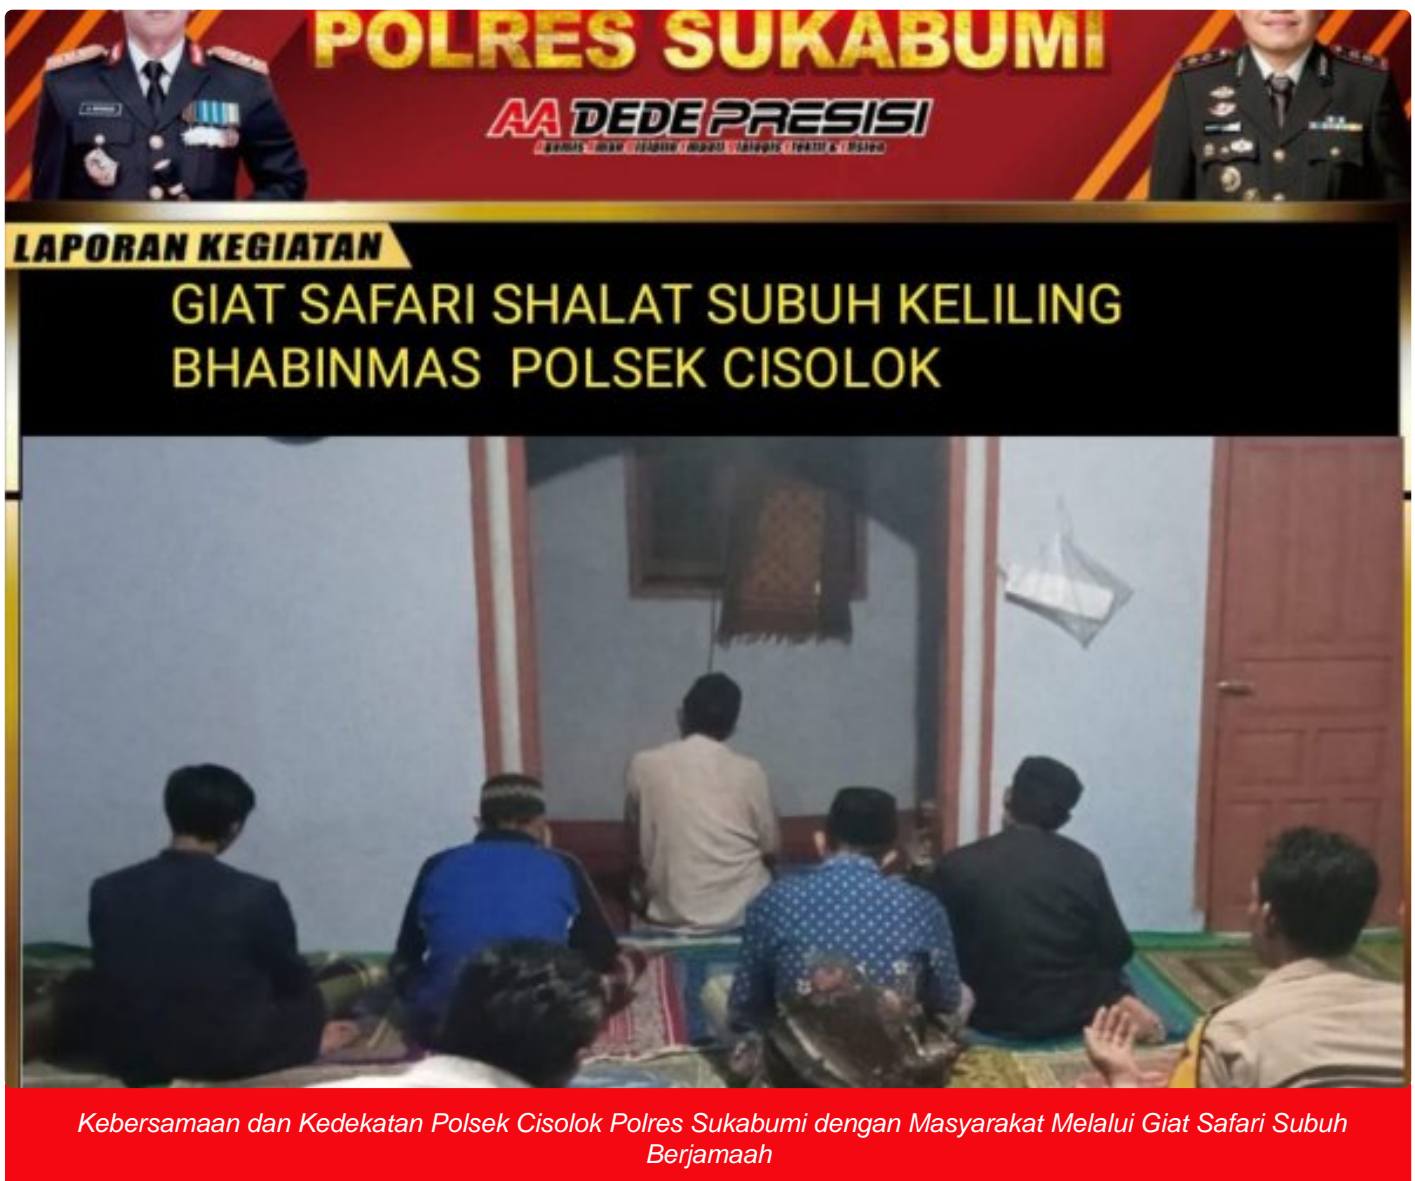 POLRES SUKABUMI
AA DEDE PRESISI
LAPORAN KEGIATAN
GIAT SAFARI SHALAT SUBUH KELILING
BHABINMAS POLSEK CISOLOK
Kebersamaan dan Kedekatan Polsek Cisolok Polres Sukabumi dengan Masyarakat Melalui Giat Safari Subuh
Berjamaah